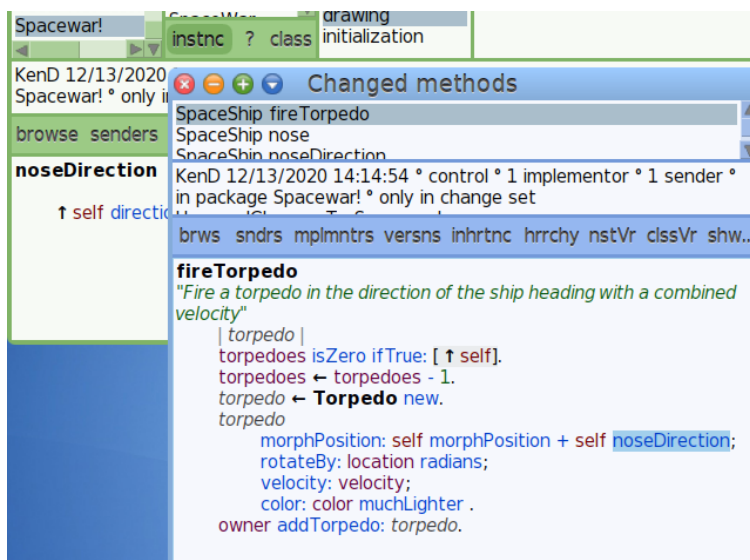 Spacewar!
SpaceWar
drawing
initialization
instnc ? class
KenD 12/13/2020
Spacewar! ° only
browse senders
noseDirection
↑ self
Changed methods
SpaceShip fireTorpedo
SpaceShip nose
SpaceShip noseDirection
KenD 12/13/2020 14:14:54 ° control ° 1 implementor ° 1 sender °
in package Spacewar! ° only in change set
brws sndrs mplmntrs versns inhrtnc hrrchy nstVr clssVr shw..
fireTorpedo
"Fire a torpedo in the direction of the ship heading with a combined
velocity"
| torpedo |
torpedoes isZero ifTrue: [ ↑ self].
torpedoes ← torpedoes - 1.
torpedo ← Torpedo new.
torpedo
morphPosition: self morphPosition + self noseDirection;
rotateBy: location radians;
velocity: velocity;
color: color muchLighter .
owner addTorpedo: torpedo.